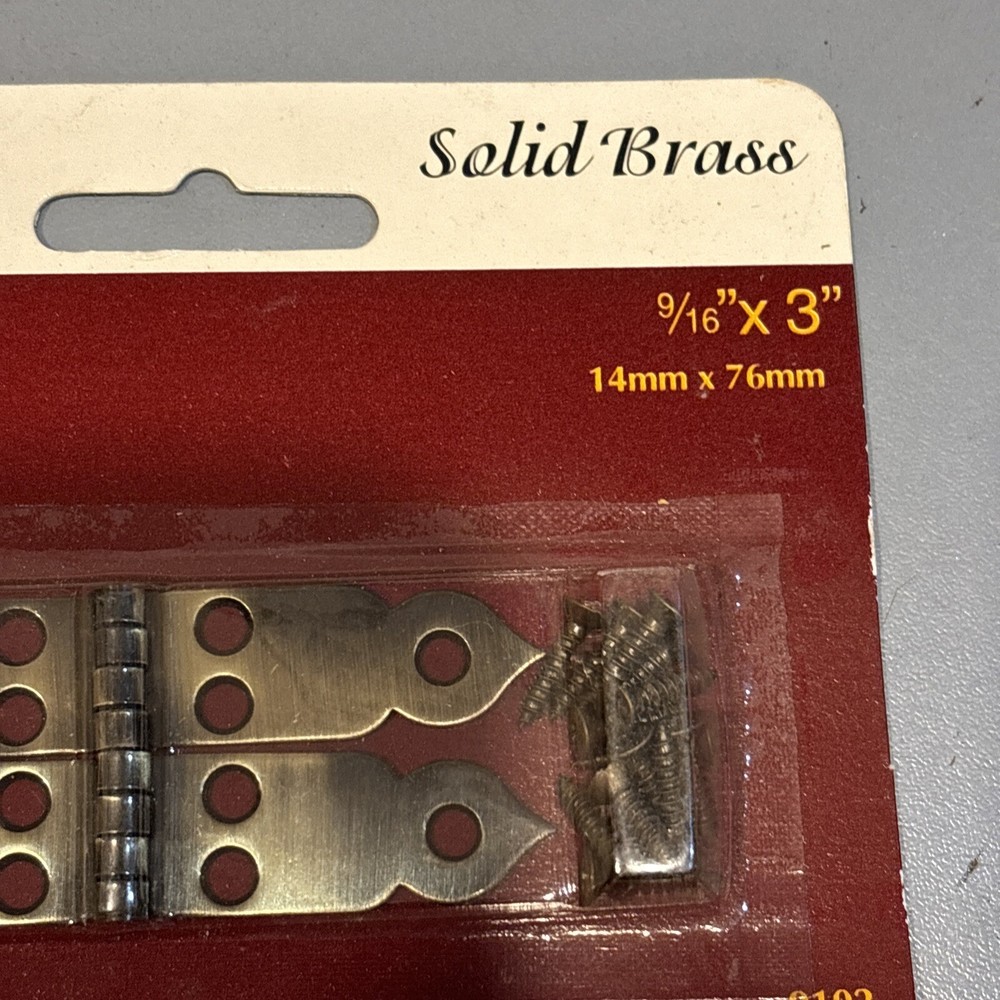 Solid Brass
9/16”x 3”
14mm x 76mm